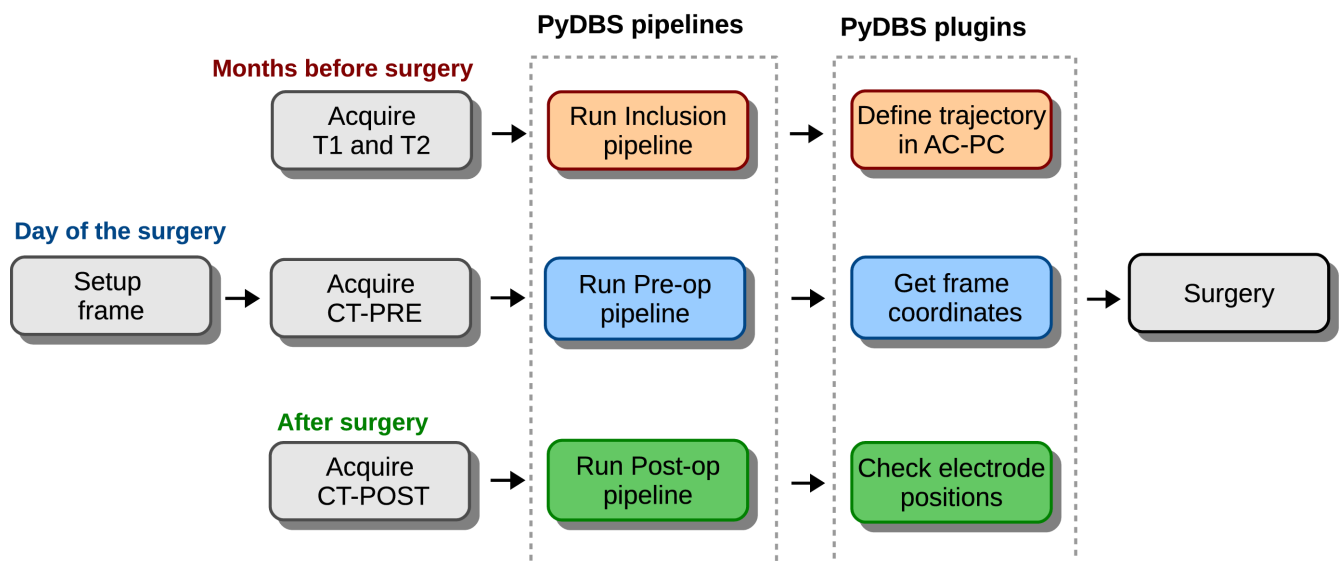 PyDBS pipelines
PyDBS plugins
Months before surgery
Acquire
T1 and T2
Run Inclusion
pipeline
Define trajectory
in AC-PC
Day of the surgery
Setup
frame
Acquire
CT-PRE
Run Pre-op
pipeline
Get frame
coordinates
Surgery
After surgery
Acquire
CT-POST
Run Post-op
pipeline
Check electrode
positions